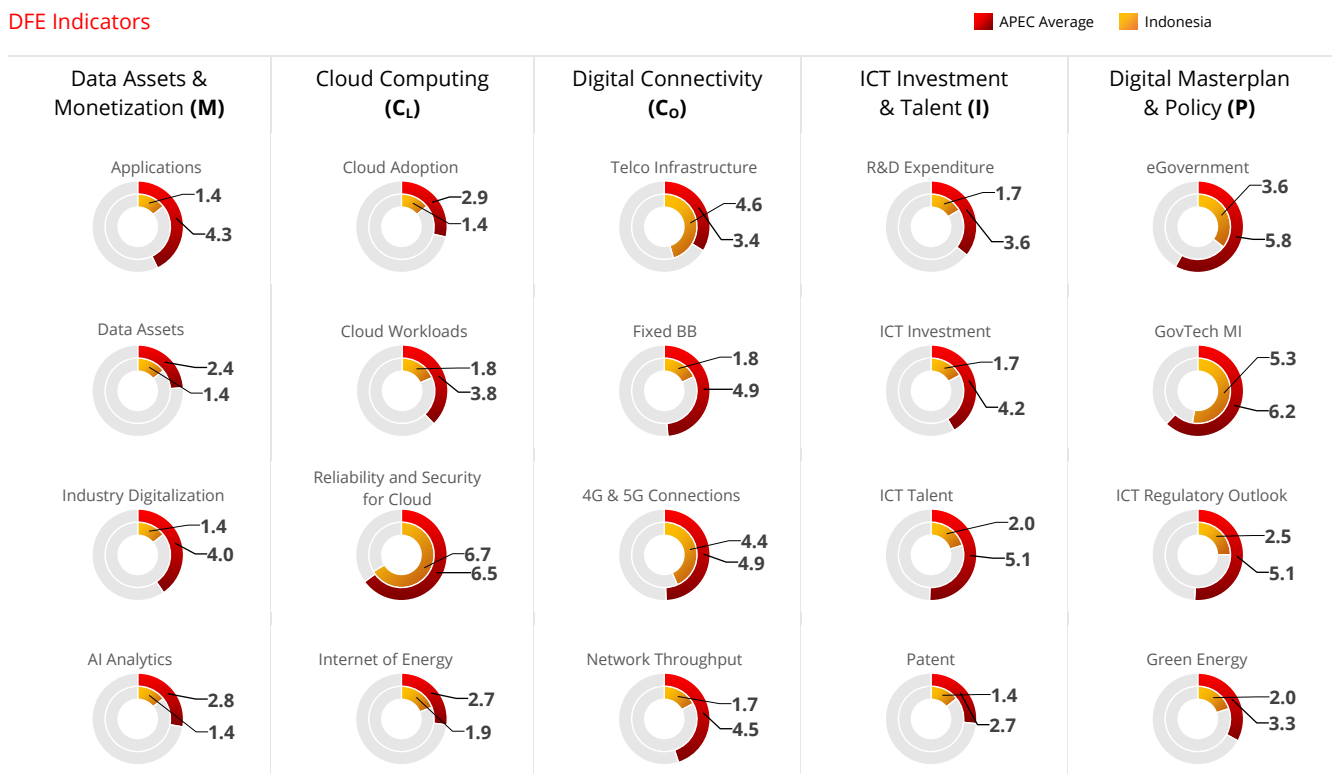 DFE Indicators
APEC Average
Indonesia
Data Assets &
Monetization (M)
Cloud Computing
(CL)
Digital Connectivity
(CO)
ICT Investment
& Talent (I)
Digital Masterplan
& Policy (P)
Applications
1.4
4.3
Cloud Adoption
2.9
1.4
Telco Infrastructure
4.6
3.4
R&D Expenditure
1.7
3.6
eGovernment
3.6
5.8
Data Assets
2.4
1.4
Cloud Workloads
1.8
3.8
Fixed BB
1.8
4.9
ICT Investment
1.7
4.2
GovTech MI
5.3
6.2
Industry Digitalization
1.4
4.0
Reliability and Security
for Cloud
6.7
6.5
4G & 5G Connections
4.4
4.9
ICT Talent
2.0
5.1
ICT Regulatory Outlook
2.5
5.1
AI Analytics
2.8
1.4
Internet of Energy
2.7
1.9
Network Throughput
1.7
4.5
Patent
1.4
2.7
Green Energy
2.0
3.3